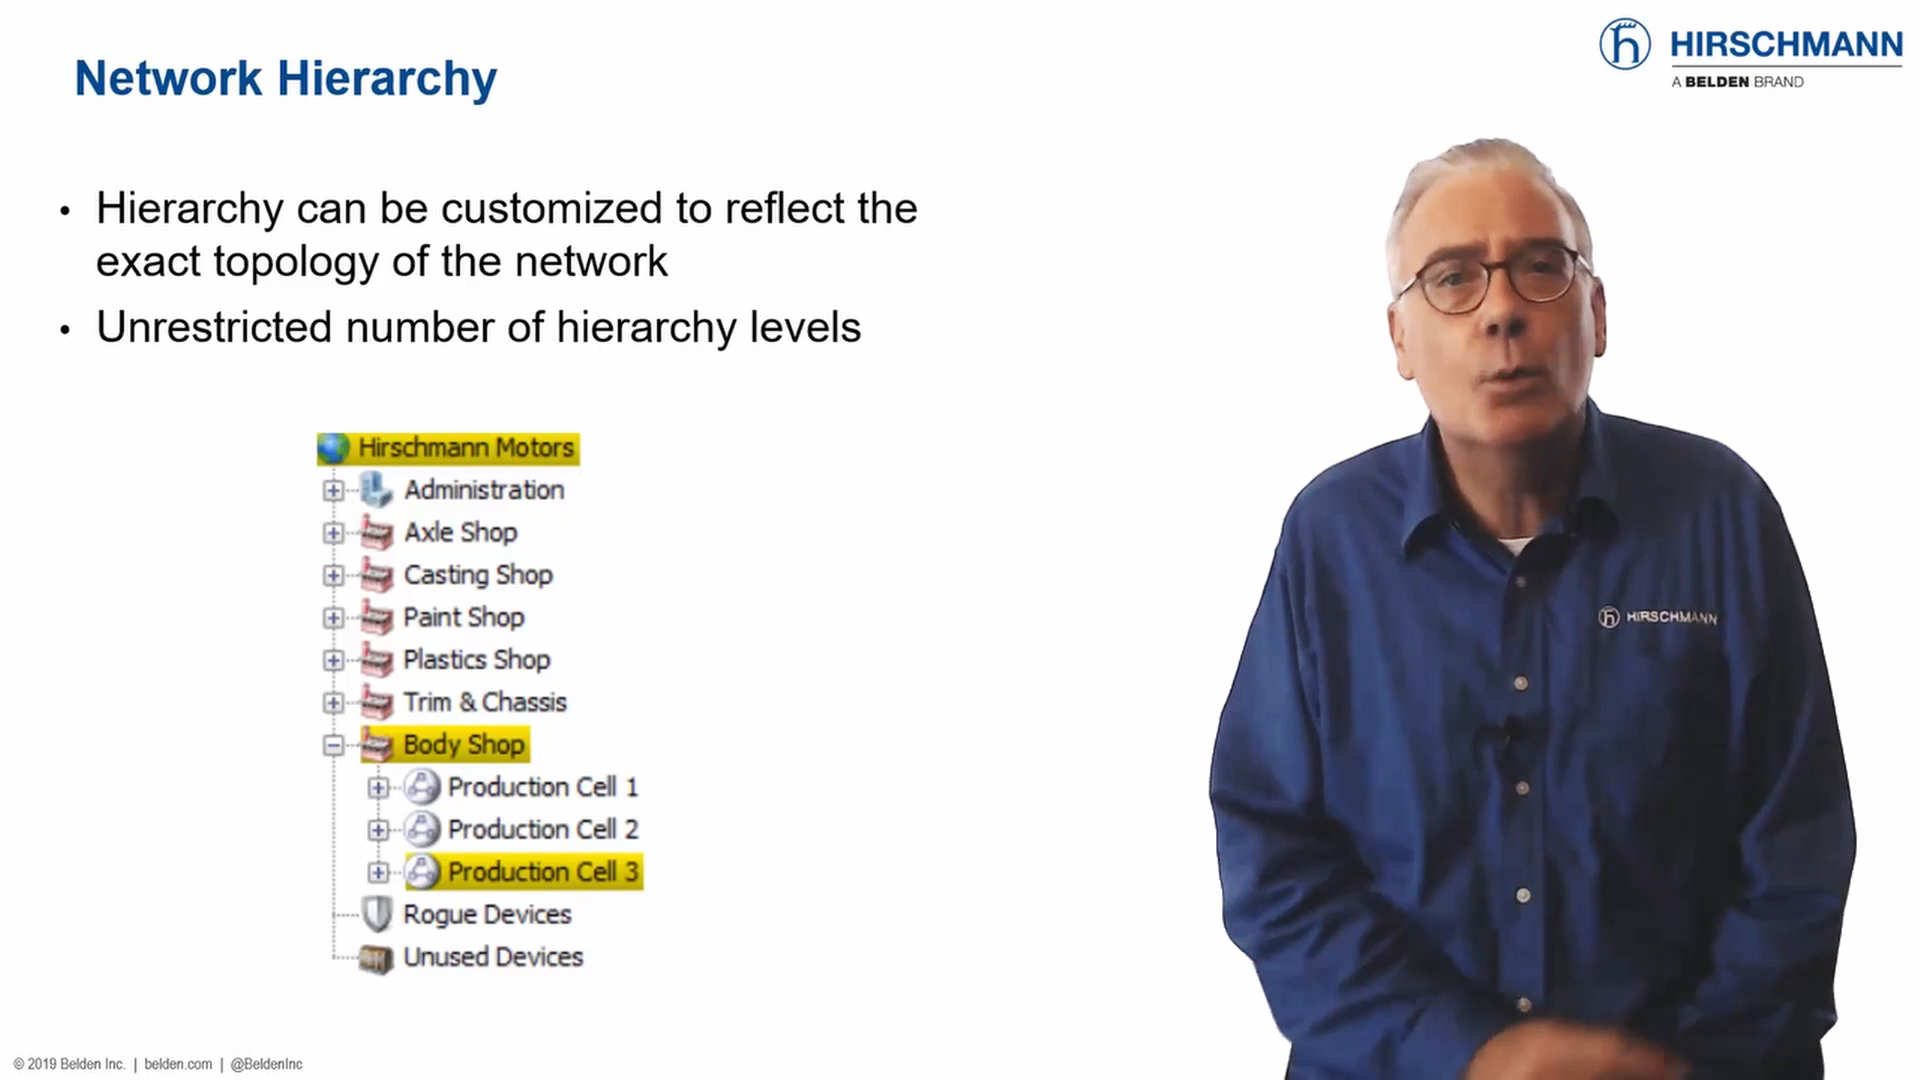 Network Hierarchy
HIRSCHMANN
A BELDEN BRAND
• Hierarchy can be customized to reflect the
exact topology of the network
• Unrestricted number of hierarchy levels
Hirschmann Motors
Administration
Axle Shop
Casting Shop
Paint Shop
Plastics Shop
Trim & Chassis
Body Shop
Production Cell 1
Production Cell 2
Production Cell 3
Rogue Devices
Unused Devices
HIRSCHMANN
© 2019 Belden Inc. | belden.com | @BeldenInc